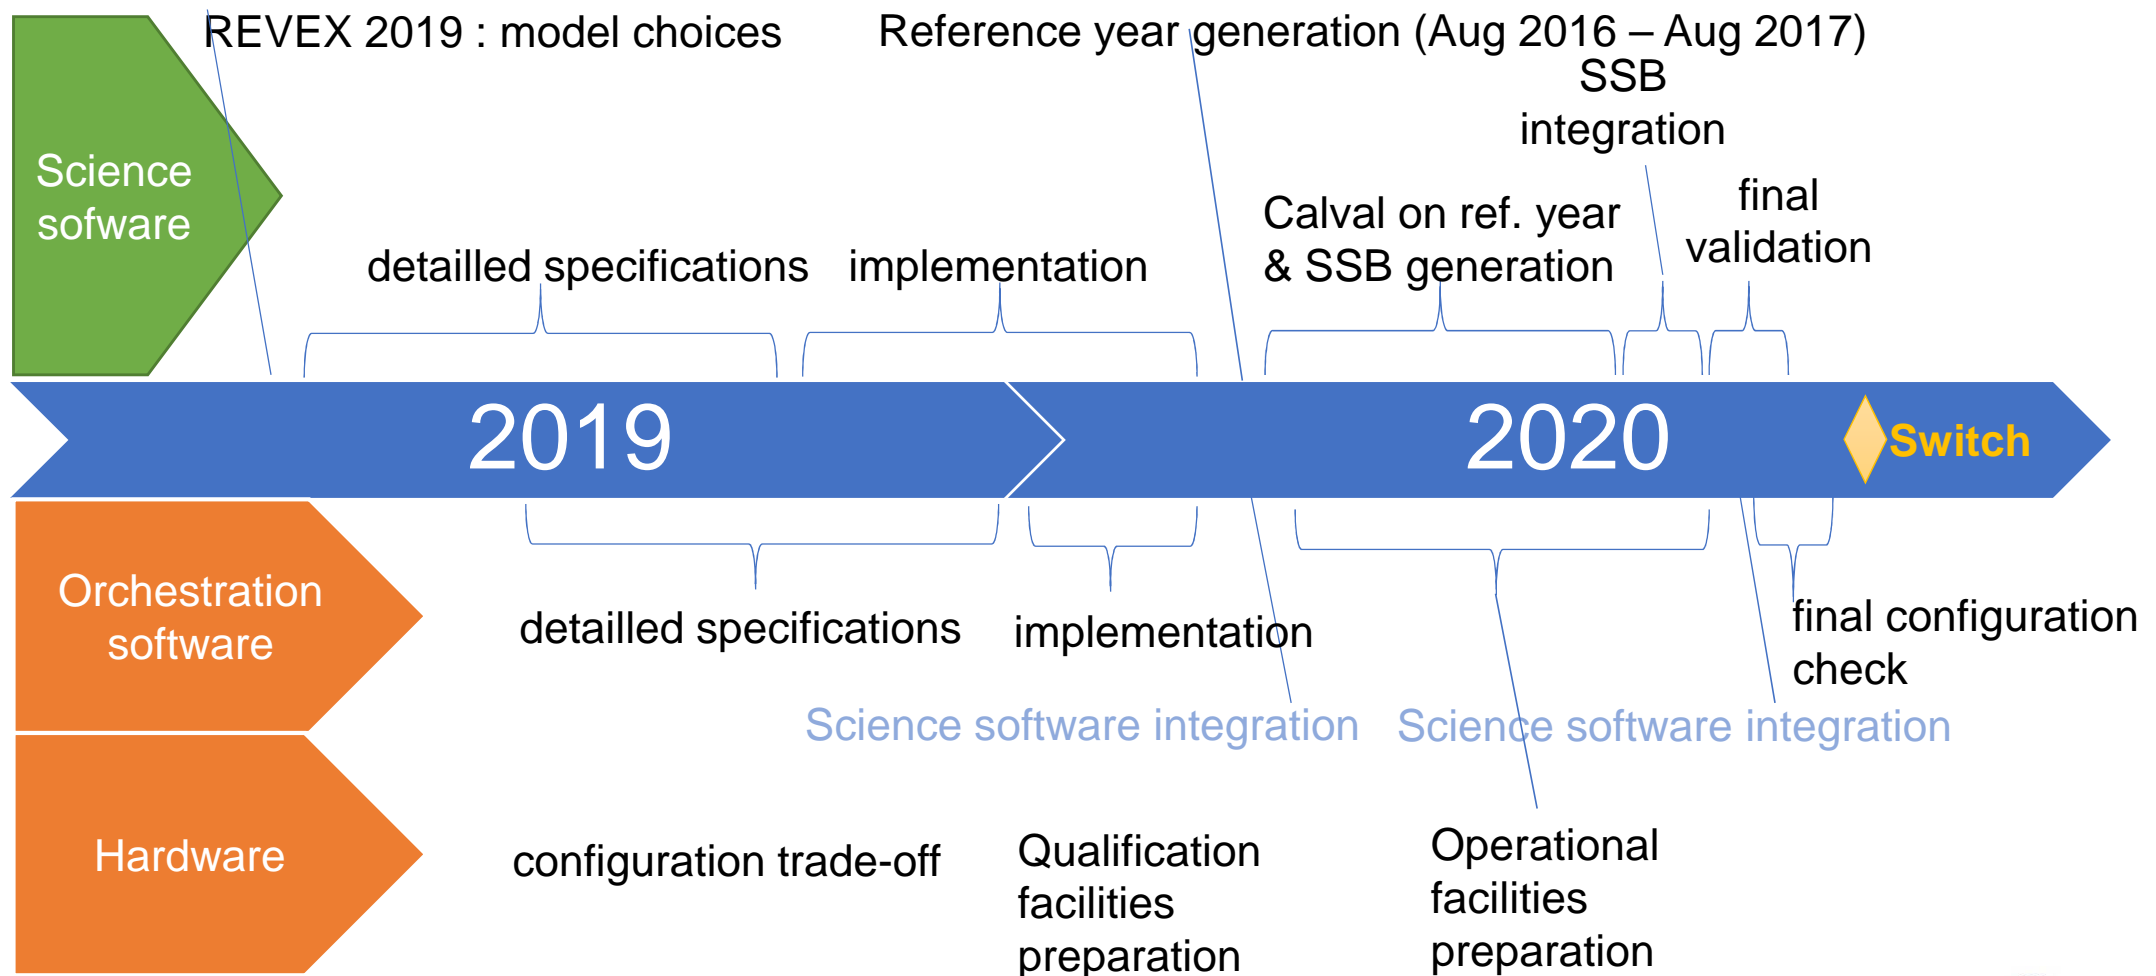 REVEX 2019 : model choices
Reference year generation (Aug 2016 – Aug 2017)
SSB
integration
Science
sofware
final
validation
Calval on ref. year
& SSB generation
detailled specifications
implementation
2019
2020
Switch
Orchestration
software
detailled specifications
implementation
final configuration
check
Science software integration
Science software integration
Hardware
configuration trade-off
Qualification
facilities
preparation
Operational
facilities
preparation